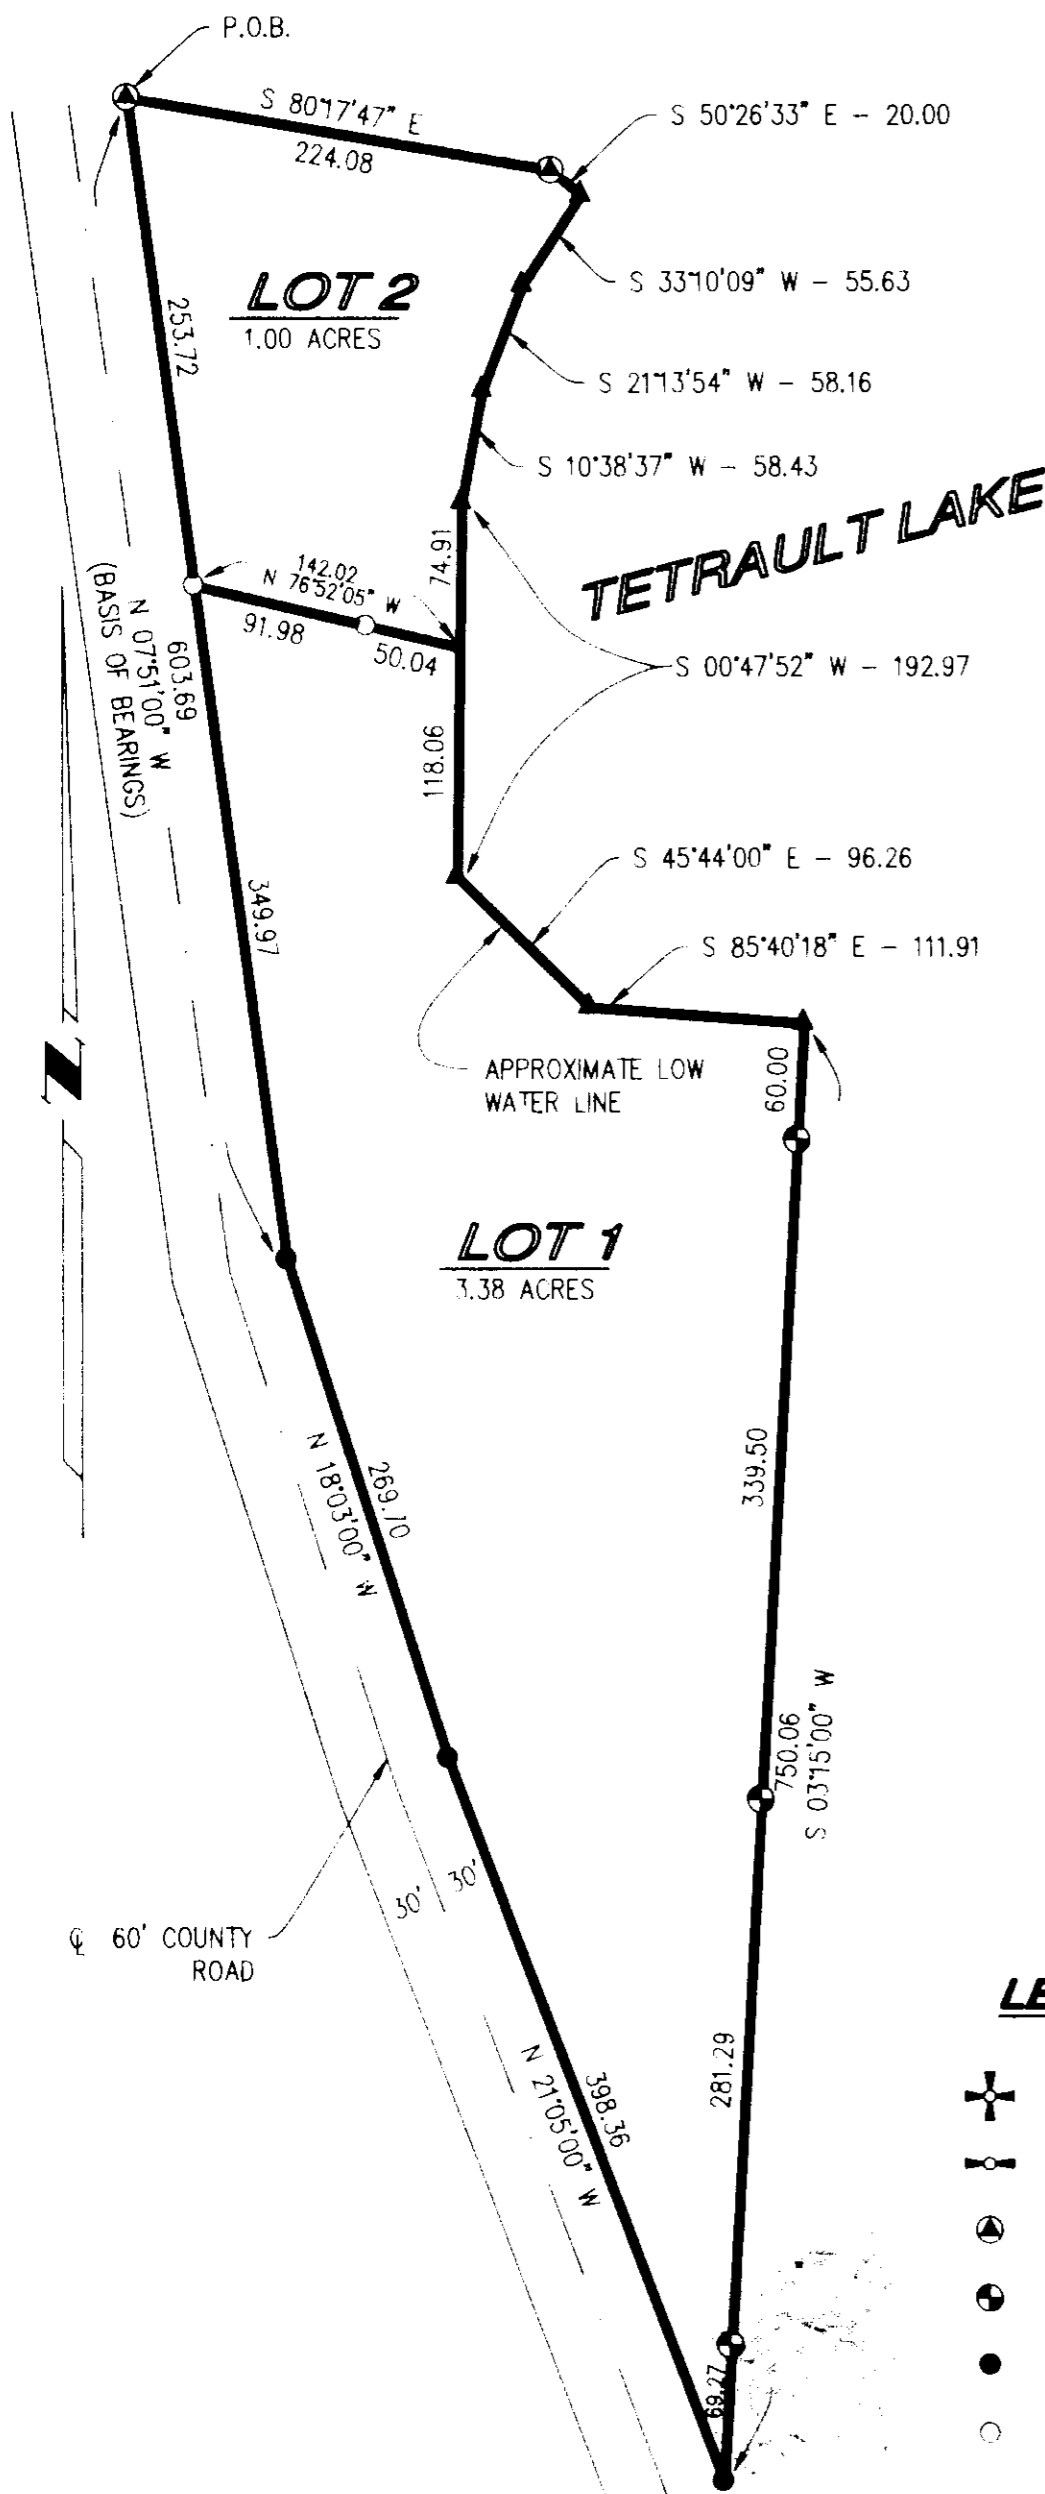 P.O.B.
S 80°17'47" E
224.08
S 50°26'33" E – 20.00
LOT 2
1.00 ACRES
S 33°10'09" W – 55.63
253.72
S 21°13'54" W – 58.16
S 10°38'37" W – 58.43
TETRAULT LAKE
74.91
142.02
N 76°52'05" W
91.98
50.04
S 00°47'52" W – 192.97
603.69
N 07°51'00" W
(BASIS OF BEARINGS)
118.06
S 45°44'00" E – 96.26
349.97
S 85°40'18" E – 111.91
N
APPROXIMATE LOW
WATER LINE
60.00
LOT 1
3.38 ACRES
269.70
N 18°03'00" W
339.50
750.06
S 03°15'00" W
30'
30'
℄ 60' COUNTY
ROAD
398.36
N 21°05'00" W
281.29
69.27